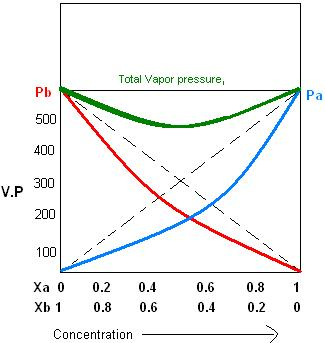 Total Vapor pressure,
Pb
Pa
500
400
300
V.P
200
100
Xa 0 0.2 0.4 0.6 0.8 1
Xb 1 0.8 0.6 0.4 0.2 0
Concentration